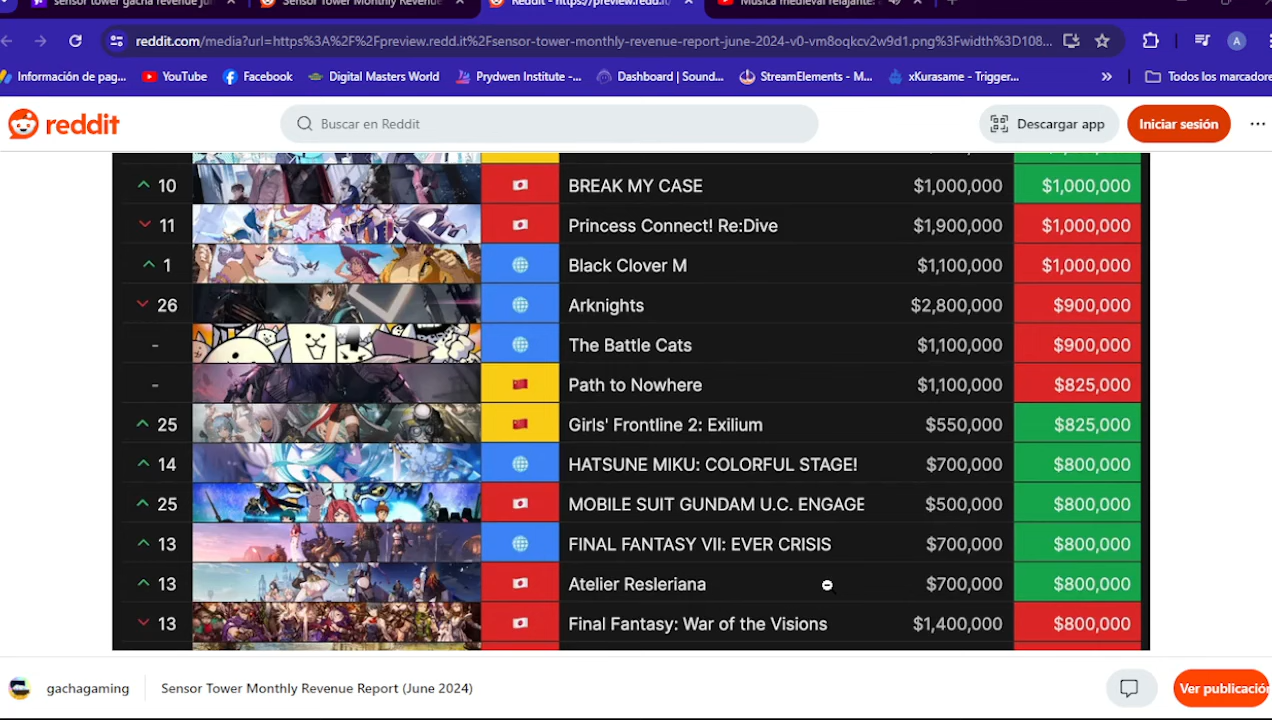 sensor tower gacha revenue ju
Sensor Tower Monthly Revenue
Reddit - https://preview.redd.it
Musica medieval relajante:
reddit.com/media?url=https%3A%2F%2Fpreview.redd.it%2Fsensor-tower-monthly-revenue-report-june-2024-v0-vm8oqkcv2w9d1.png%3Fwidth%3D108...
Información de pag...
YouTube
Facebook
Digital Masters World
Prydwen Institute -...
Dashboard | Sound...
StreamElements - M...
xKurasame - Trigger...
Todos los marcadore
reddit
Buscar en Reddit
Descargar app
Iniciar sesión
10 BREAK MY CASE $1,000,000 $1,000,000
11 Princess Connect! Re:Dive $1,900,000 $1,000,000
1 Black Clover M $1,100,000 $1,000,000
26 Arknights $2,800,000 $900,000
- The Battle Cats $1,100,000 $900,000
- Path to Nowhere $1,100,000 $825,000
25 Girls' Frontline 2: Exilium $550,000 $825,000
14 HATSUNE MIKU: COLORFUL STAGE! $700,000 $800,000
25 MOBILE SUIT GUNDAM U.C. ENGAGE $500,000 $800,000
13 FINAL FANTASY VII: EVER CRISIS $700,000 $800,000
13 Atelier Resleriana $700,000 $800,000
13 Final Fantasy: War of the Visions $1,400,000 $800,000
gachagaming
Sensor Tower Monthly Revenue Report (June 2024)
Ver publicación